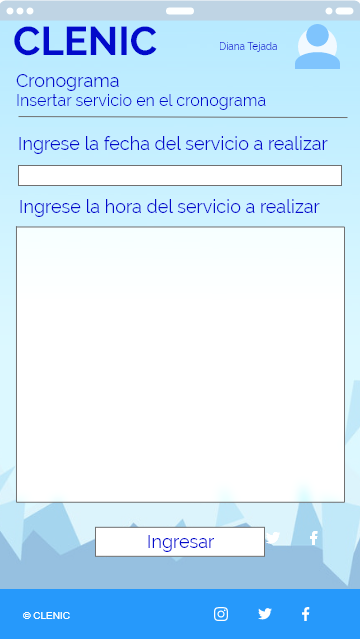 CLENIC
Diana Tejada
Cronograma
Insertar servicio en el cronograma
Ingrese la fecha del servicio a realizar
Ingrese la hora del servicio a realizar
Ingresar
© CLENIC